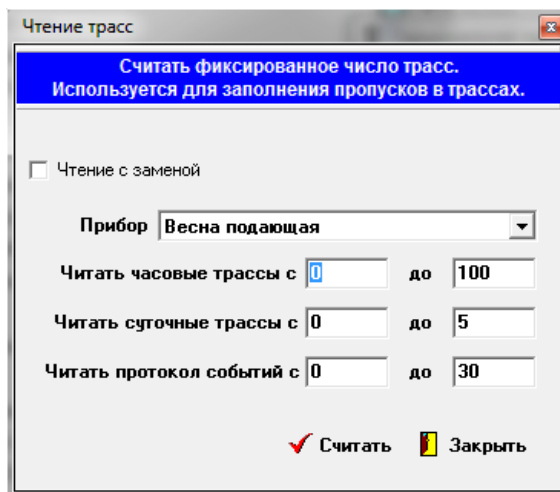 Чтение трасс
Считать фиксированное число трасс.
Используется для заполнения пропусков в трассах.
Чтение с заменой
Прибор Весна подающая
Читать часовые трассы с 0 до 100
Читать суточные трассы с 0 до 5
Читать протокол событий с 0 до 30
Считать Закрыть